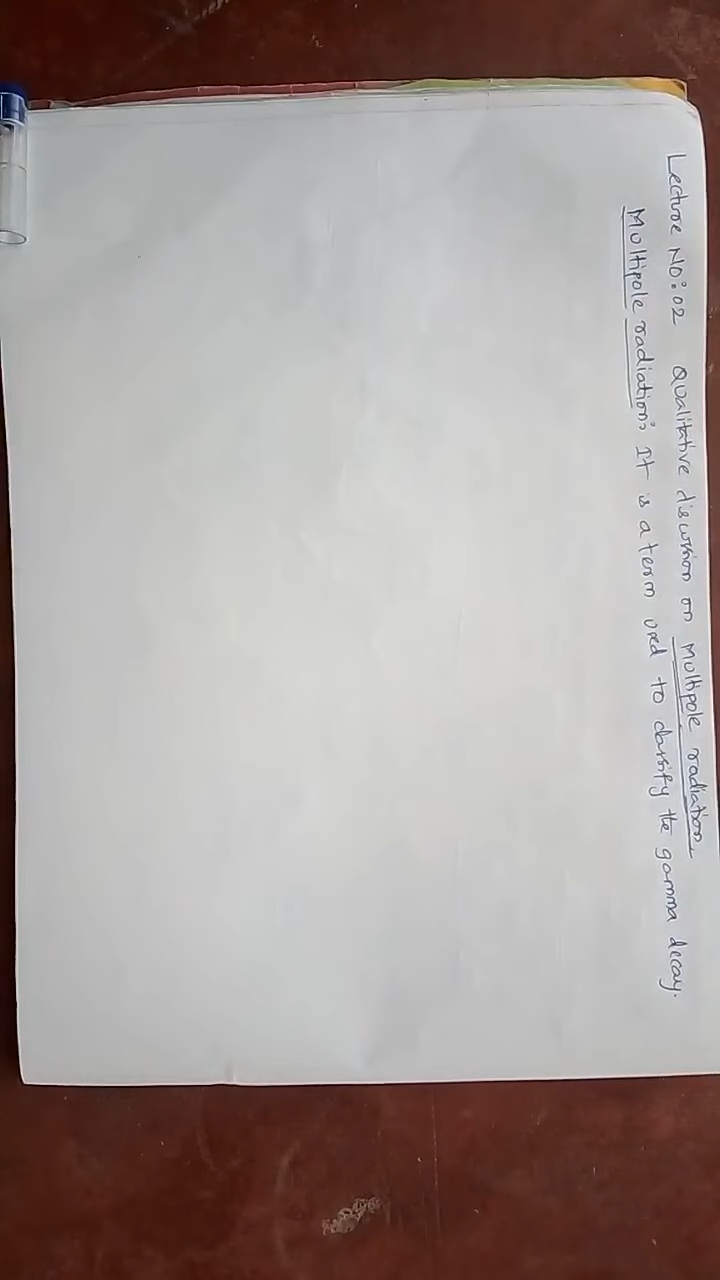 Lecture NO:02 Qualitative discussion on Multipole radiation
Multipole radiation: It is a term used to classify the gamma decay.